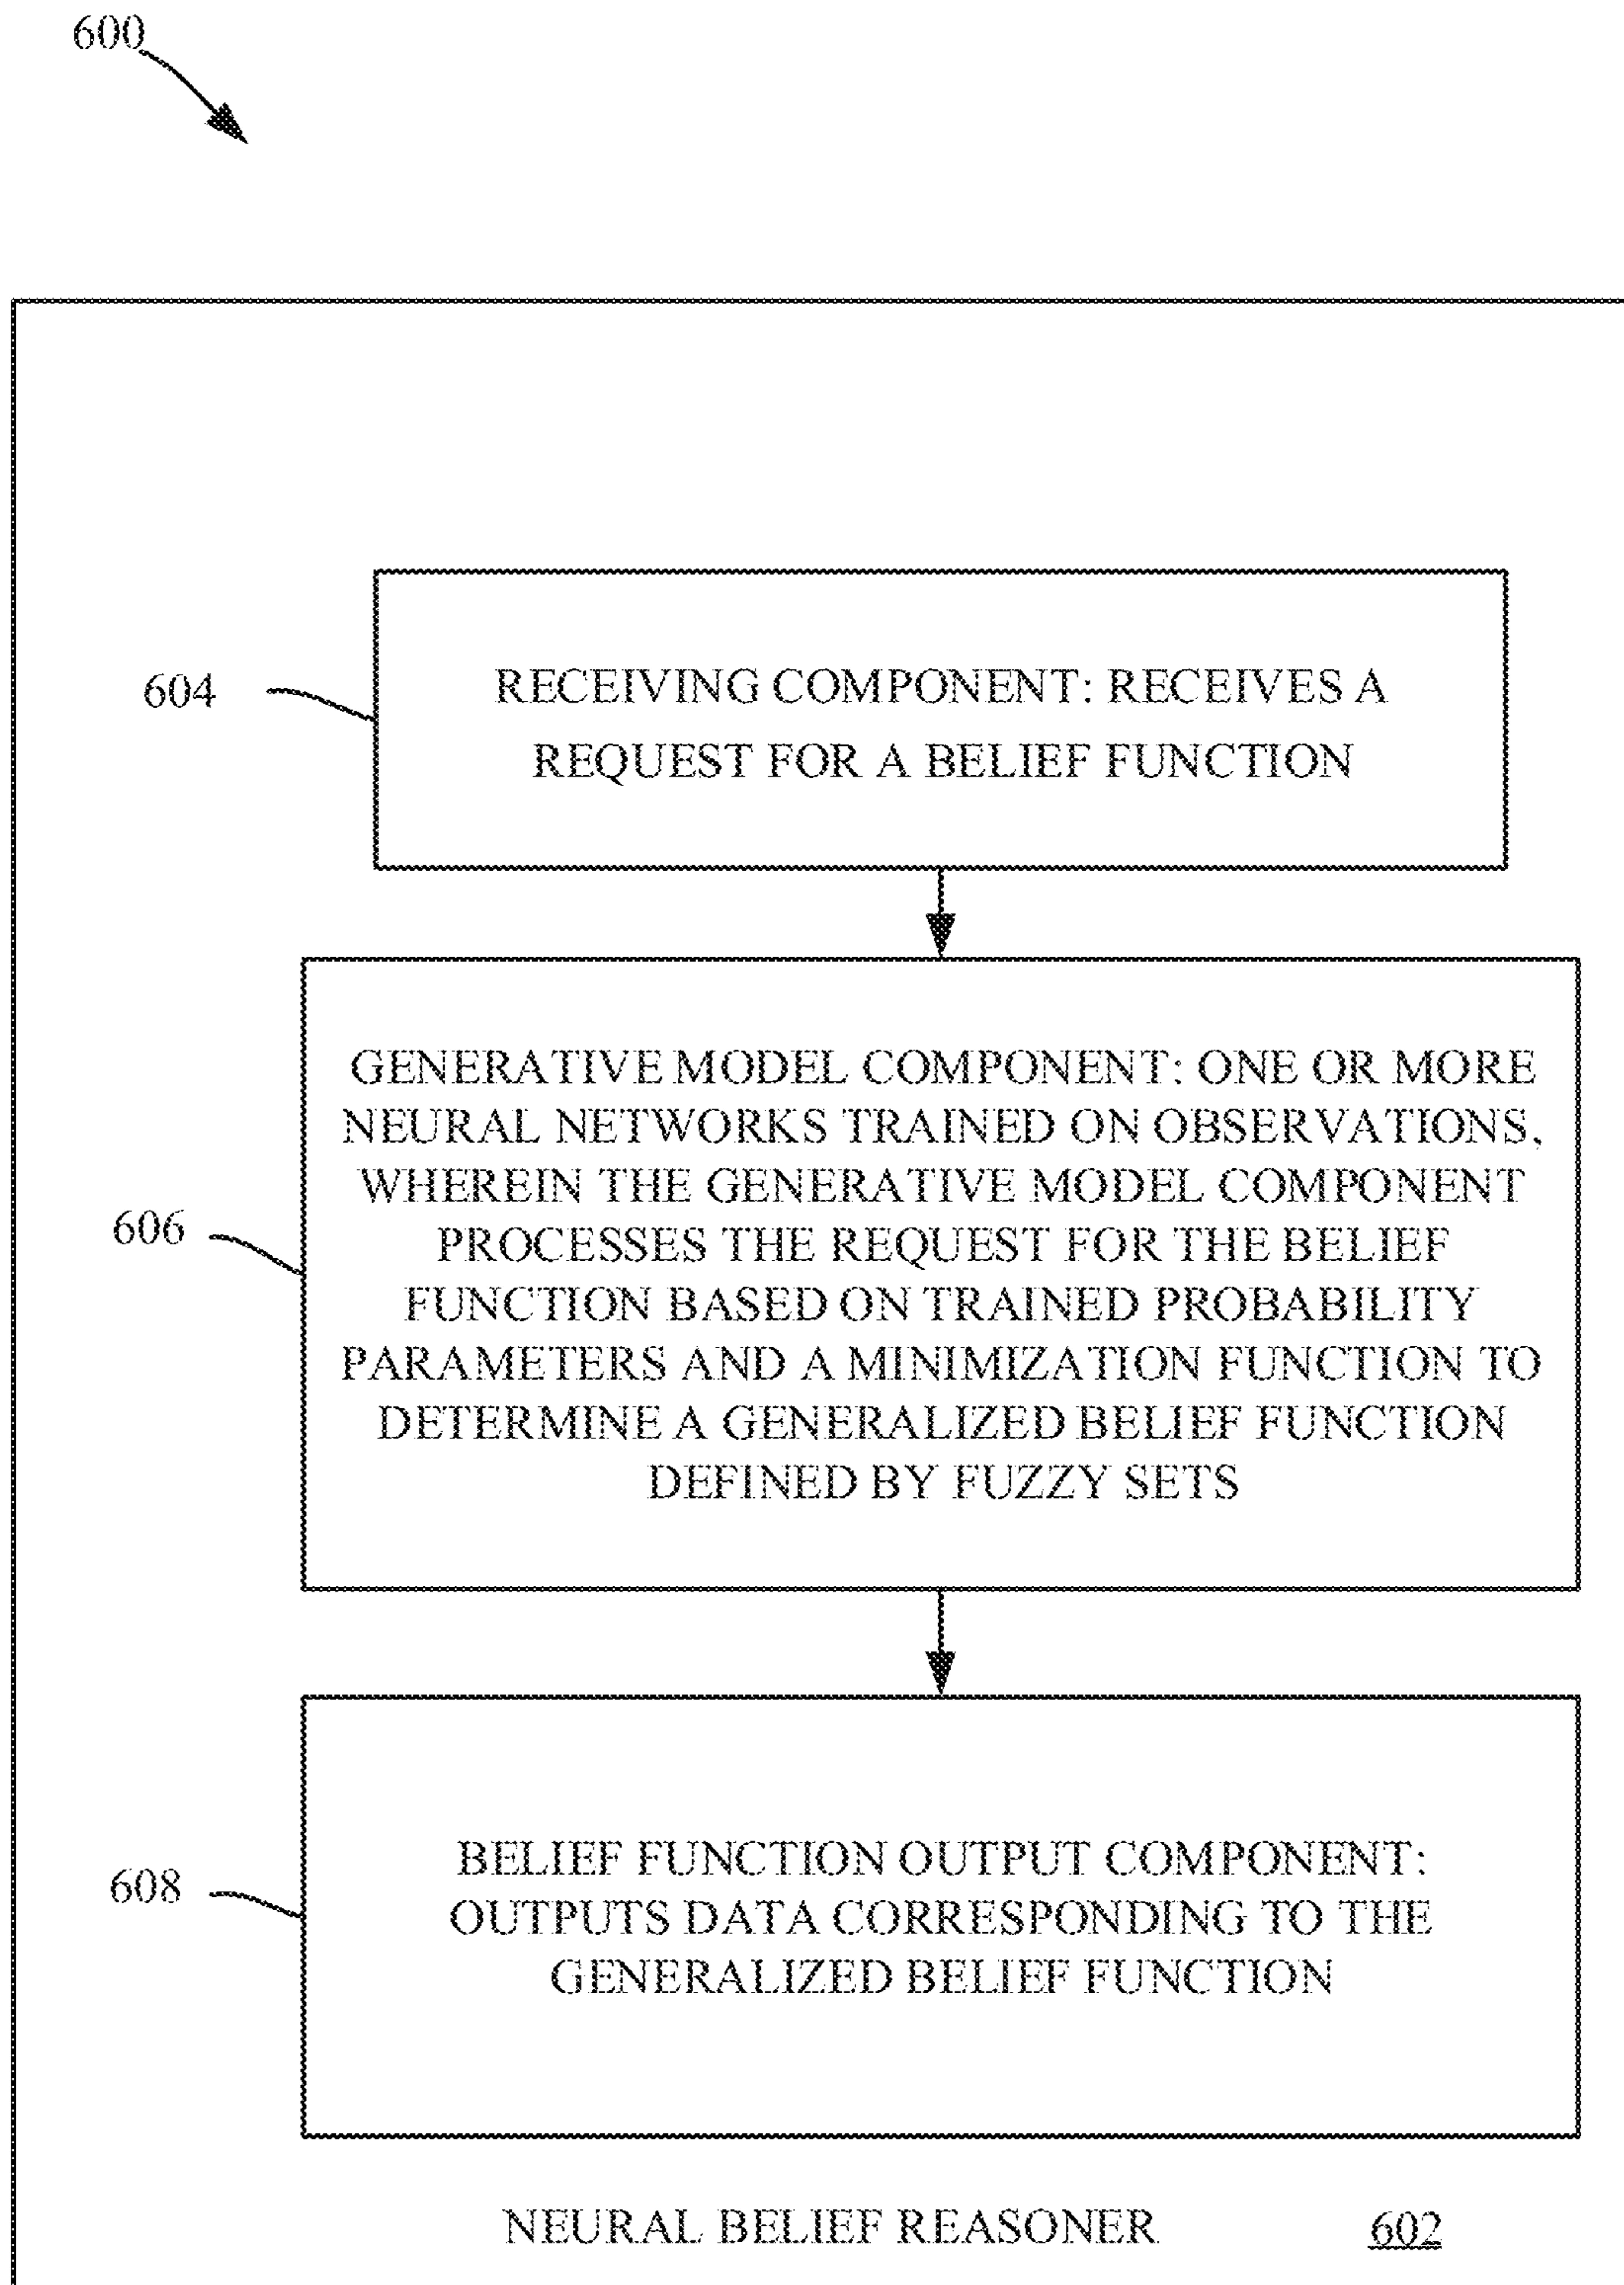 600
604
RECEIVING COMPONENT: RECEIVES A
REQUEST FOR A BELIEF FUNCTION
606
GENERATIVE MODEL COMPONENT: ONE OR MORE
NEURAL NETWORKS TRAINED ON OBSERVATIONS,
WHEREIN THE GENERATIVE MODEL COMPONENT
PROCESSES THE REQUEST FOR THE BELIEF
FUNCTION BASED ON TRAINED PROBABILITY
PARAMETERS AND A MINIMIZATION FUNCTION TO
DETERMINE A GENERALIZED BELIEF FUNCTION
DEFINED BY FUZZY SETS
608
BELIEF FUNCTION OUTPUT COMPONENT:
OUTPUTS DATA CORRESPONDING TO THE
GENERALIZED BELIEF FUNCTION
NEURAL BELIEF REASONER 602